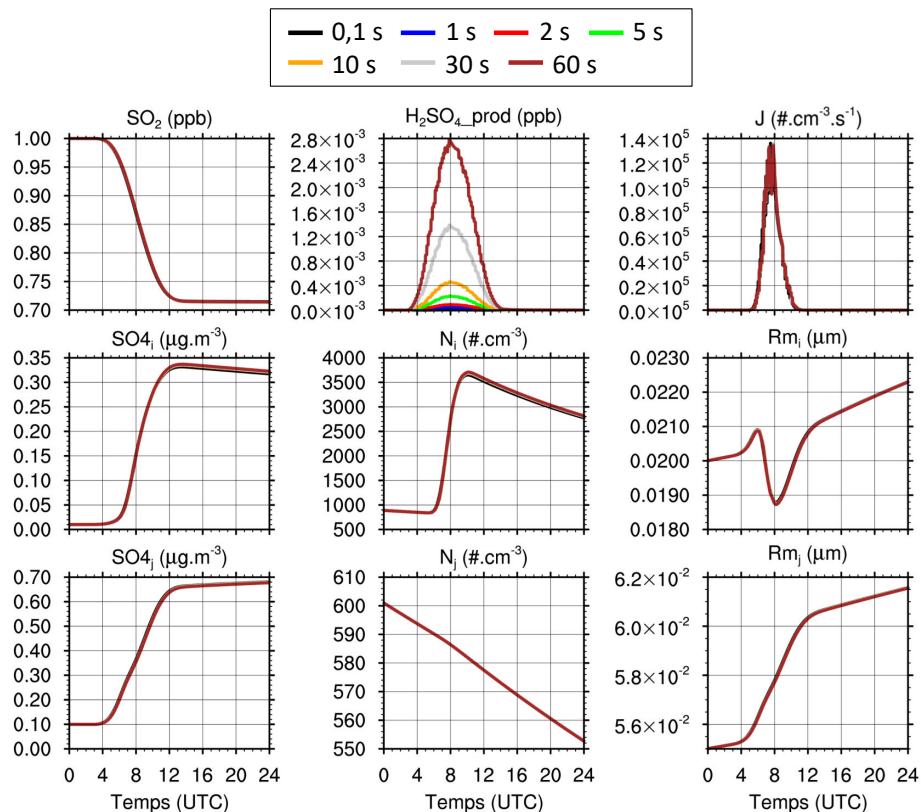 0,1 s 1 s 2 s 5 s
10 s 30 s 60 s
SO₂ (ppb) H₂SO₄_prod (ppb) J (#.cm⁻³.s⁻¹)
1.00 2.8×10⁻³ 1.4×10⁵
0.95 2.4×10⁻³ 1.2×10⁵
0.90 2.0×10⁻³ 1.0×10⁵
0.85 1.6×10⁻³ 0.8×10⁵
0.80 1.2×10⁻³ 0.6×10⁵
0.75 0.8×10⁻³ 0.4×10⁵
0.70 0.4×10⁻³ 0.2×10⁵
0.0×10⁻³ 0.0×10⁵
SO4ᵢ (µg.m⁻³) Nᵢ (#.cm⁻³) Rmᵢ (µm)
0.35 4000 0.0230
0.30 3500 0.0220
0.25 3000 0.0210
0.20 2500 0.0200
0.15 2000 0.0190
0.10 1500 0.0180
0.05 1000
0.00 500
SO4ⱼ (µg.m⁻³) Nⱼ (#.cm⁻³) Rmⱼ (µm)
0.70 610 6.2×10⁻²
0.60 600 6.0×10⁻²
0.50 590 5.8×10⁻²
0.40 580 5.6×10⁻²
0.30 570
0.20 560
0.10 550
0.00
0 4 8 12 16 20 24 0 4 8 12 16 20 24 0 4 8 12 16 20 24
Temps (UTC) Temps (UTC) Temps (UTC)